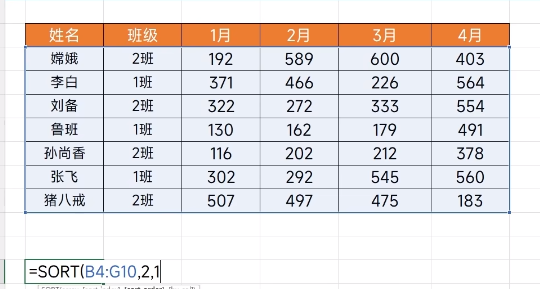 姓名 班级 1月 2月 3月 4月
嫦娥 2班 192 589 600 403
李白 1班 371 466 226 564
刘备 2班 322 272 333 554
鲁班 1班 130 162 179 491
孙尚香 2班 116 202 212 378
张飞 1班 302 292 545 560
猪八戒 2班 507 497 475 183
=SORT(B4:G10,2,1